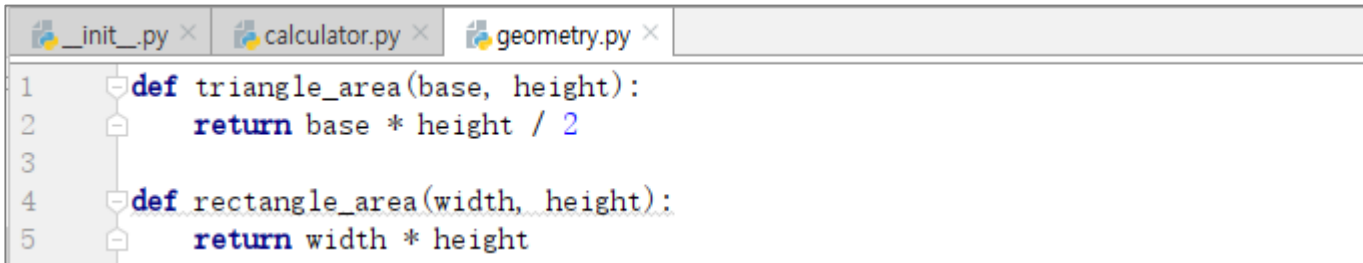 __init__.py × calculator.py × geometry.py ×
1 def triangle_area(base, height):
2     return base * height / 2
3
4 def rectangle_area(width, height):
5     return width * height